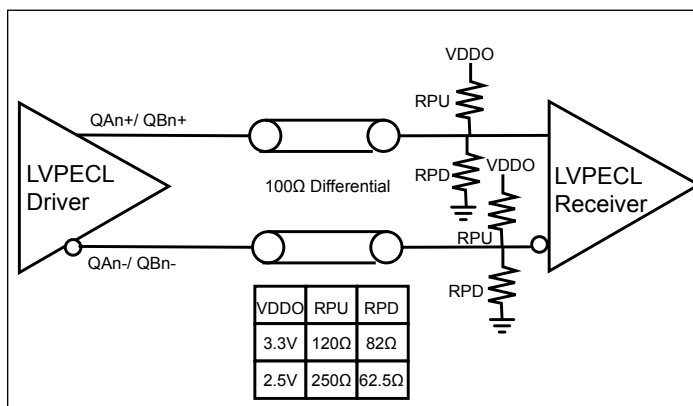 VDDO
QAn+/ QBn+
RPU
LVPECL
Driver
100Ω Differential
RPD
VDDO
LVPECL
Receiver
RPU
QAn-/ QBn-
RPD
VDDO RPU RPD
3.3V 120Ω 82Ω
2.5V 250Ω 62.5Ω